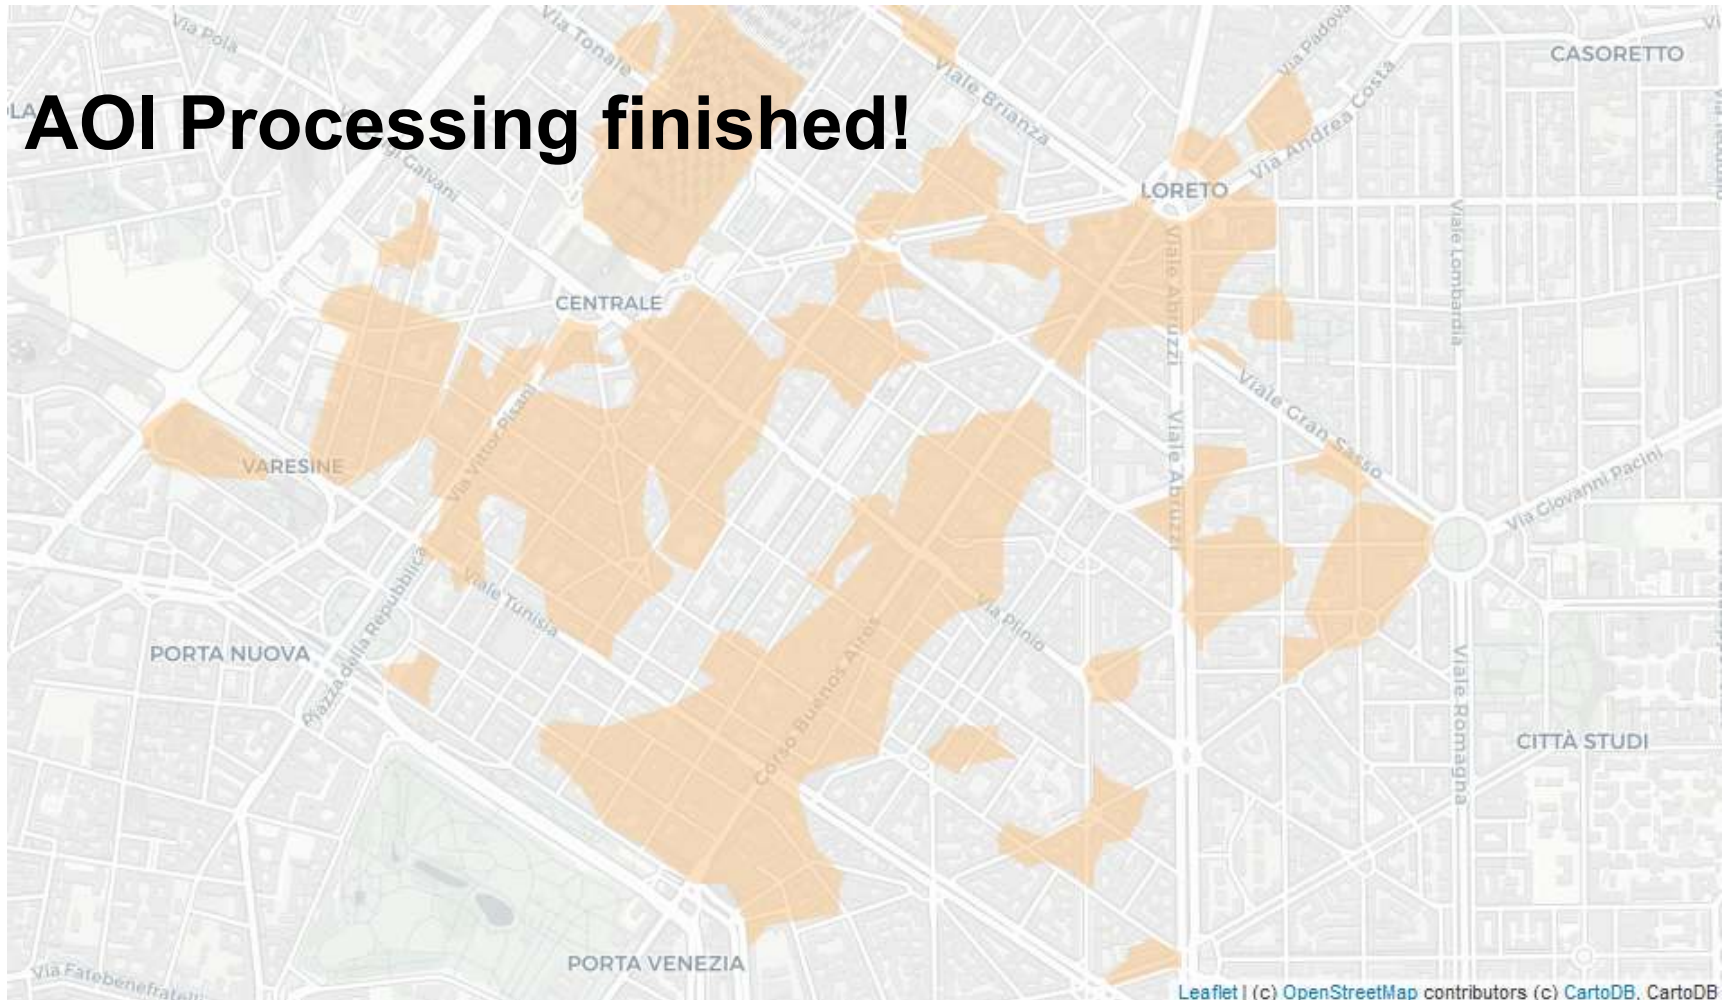 Via Pola
Via Tonale
Viale Brianza
Via Padova
CASORETTO
AOI Processing finished!
Galvani
Via Andrea Costa
LORETO
Viale Lombardia
Viale Abruzzi
CENTRALE
Via Vittor Pisani
Viale Gran Sasso
Viale Abruzzi
VARESINE
Via Giovanni Pacini
Piazza della Repubblica
Viale Tunisia
Via Plinio
PORTA NUOVA
Corso Buenos Aires
Viale Romagna
CITTÀ STUDI
PORTA VENEZIA
Via Fatebenefratelli
Leaflet | (c) OpenStreetMap contributors (c) CartoDB, CartoDB